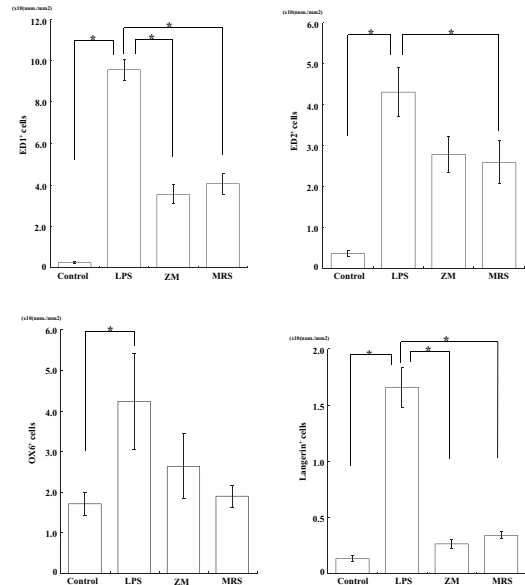 (x10(num./mm2)
12.0
10.0
8.0
6.0
4.0
2.0
0
ED1+ cells
* * *
Control LPS ZM MRS
(x10(num./mm2)
6.0
5.0
4.0
3.0
2.0
1.0
0
ED2+ cells
* *
Control LPS ZM MRS
(x10(num./mm2)
6.0
5.0
4.0
3.0
2.0
1.0
0
OX6+ cells
*
Control LPS ZM MRS
(x10(num./mm2)
2.0
1.5
1.0
0.5
0
Langerin+ cells
* * *
Control LPS ZM MRS